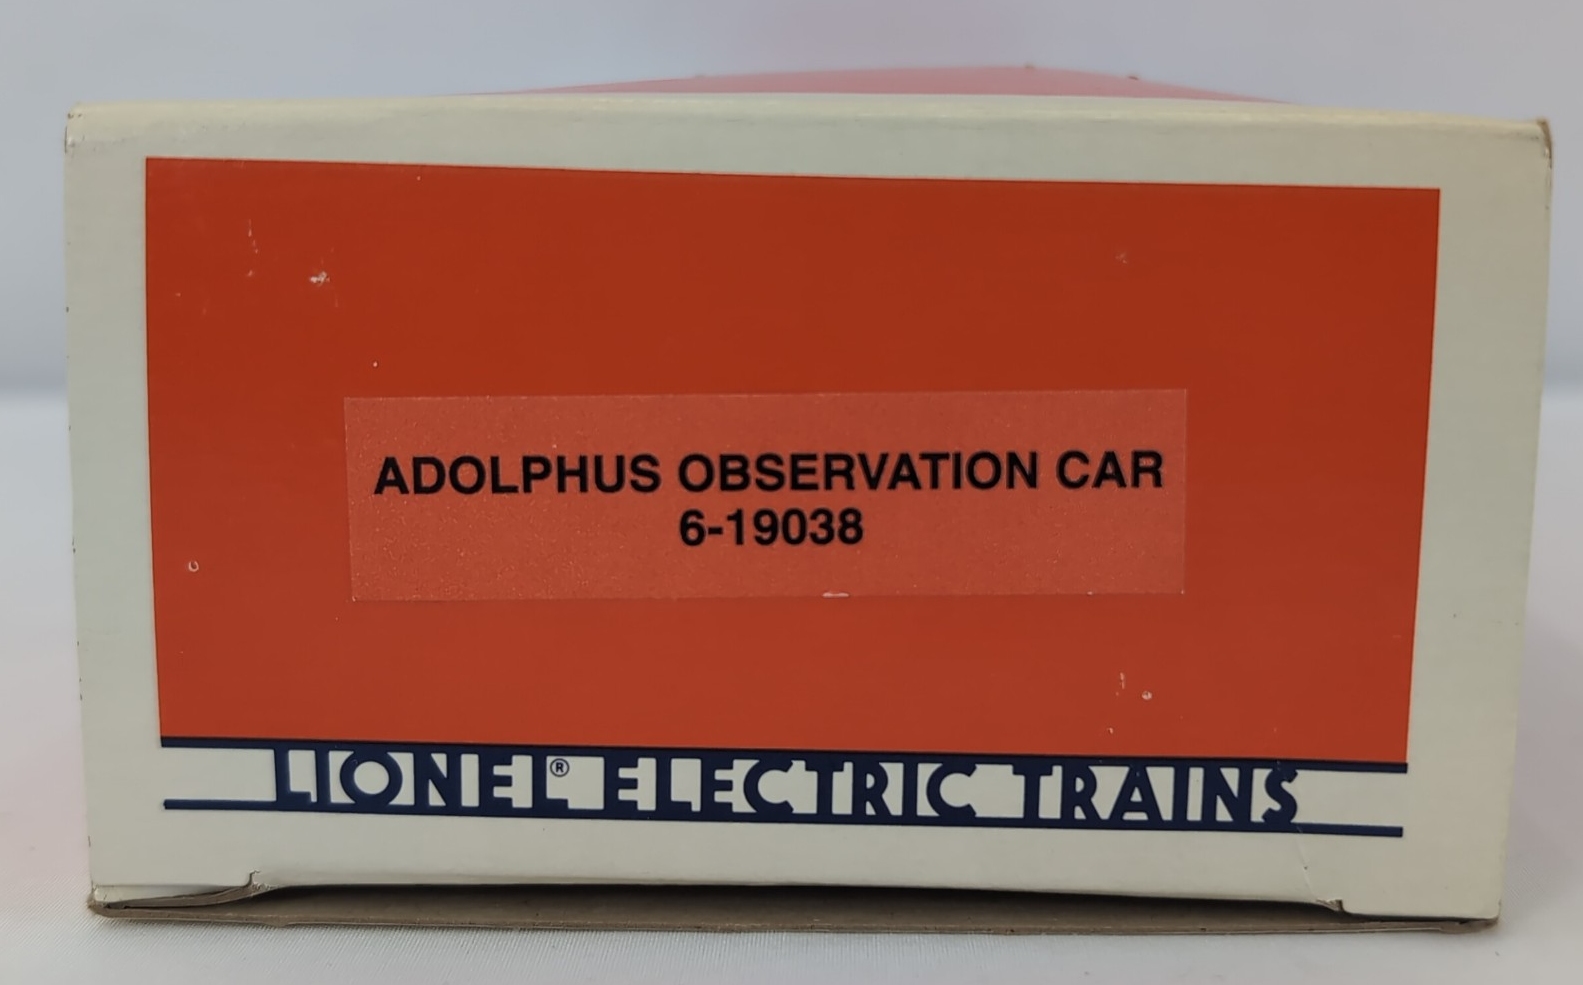 ADOLPHUS OBSERVATION CAR
6-19038
LIONEL® ELECTRIC TRAINS